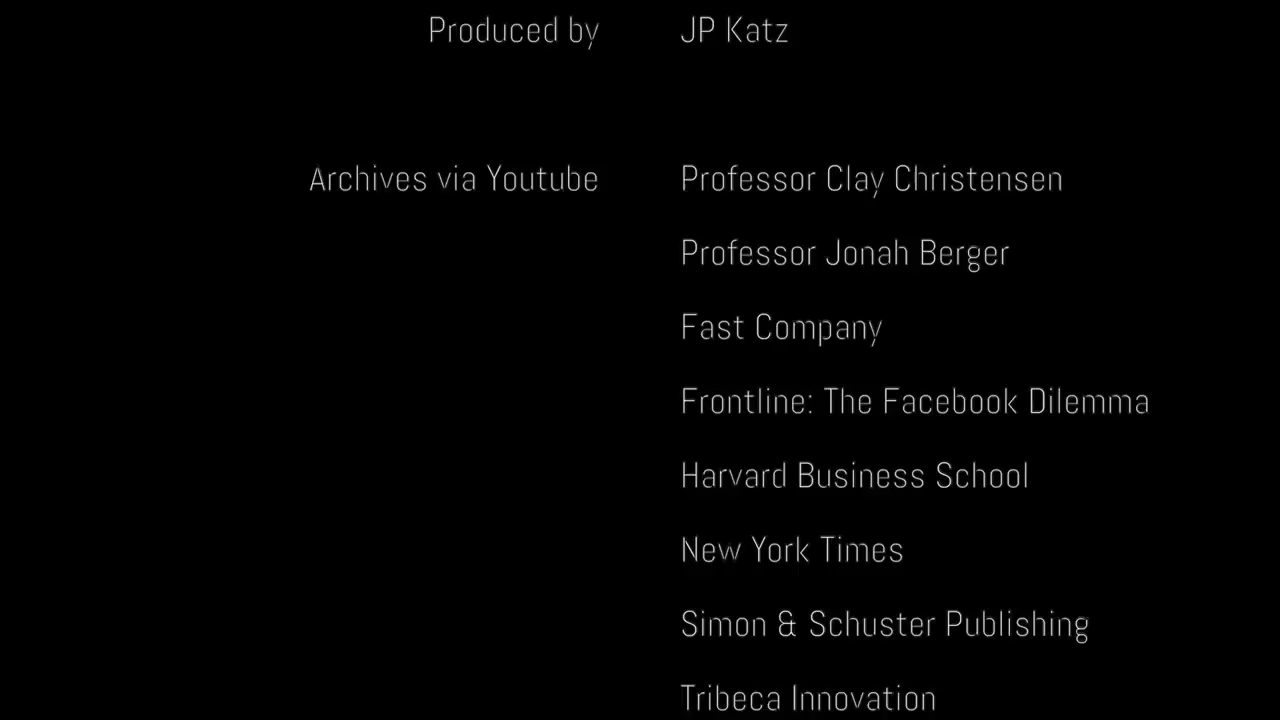 Produced by JP Katz
Archives via Youtube Professor Clay Christensen
Professor Jonah Berger
Fast Company
Frontline: The Facebook Dilemma
Harvard Business School
New York Times
Simon & Schuster Publishing
Tribeca Innovation